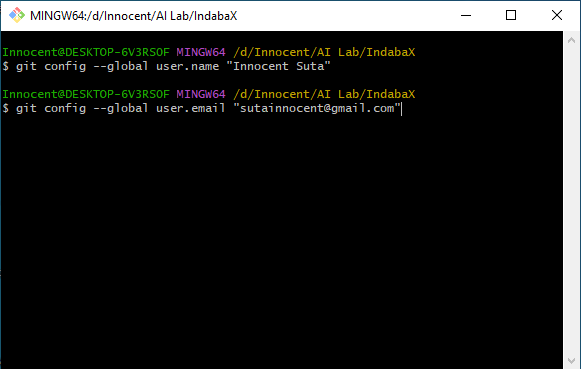 MINGW64:/d/Innocent/AI Lab/IndabaX
Innocent@DESKTOP-6V3RSOF MINGW64 /d/Innocent/AI Lab/IndabaX
$ git config --global user.name "Innocent Suta"
Innocent@DESKTOP-6V3RSOF MINGW64 /d/Innocent/AI Lab/IndabaX
$ git config --global user.email "sutainnocent@gmail.com"